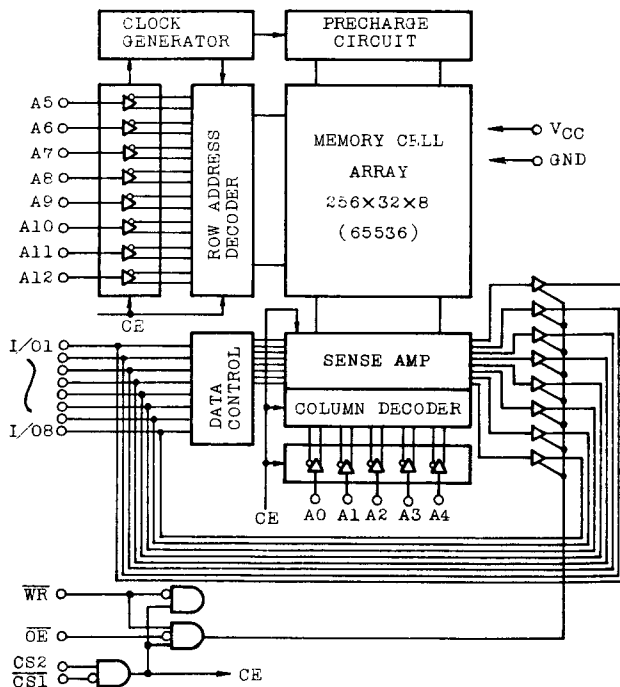 CLOCK
GENERATOR
PRECHARGE
CIRCUIT
A5
A6
A7
A8
A9
A10
A11
A12
ROW ADDRESS
DECODER
MEMORY CELL
ARRAY
256×32×8
(65536)
VCC
GND
CE
I/O1
I/O8
DATA
CONTROL
SENSE AMP
COLUMN DECODER
CE
A0 A1 A2 A3 A4
WR
OE
CS2
CS1
CE